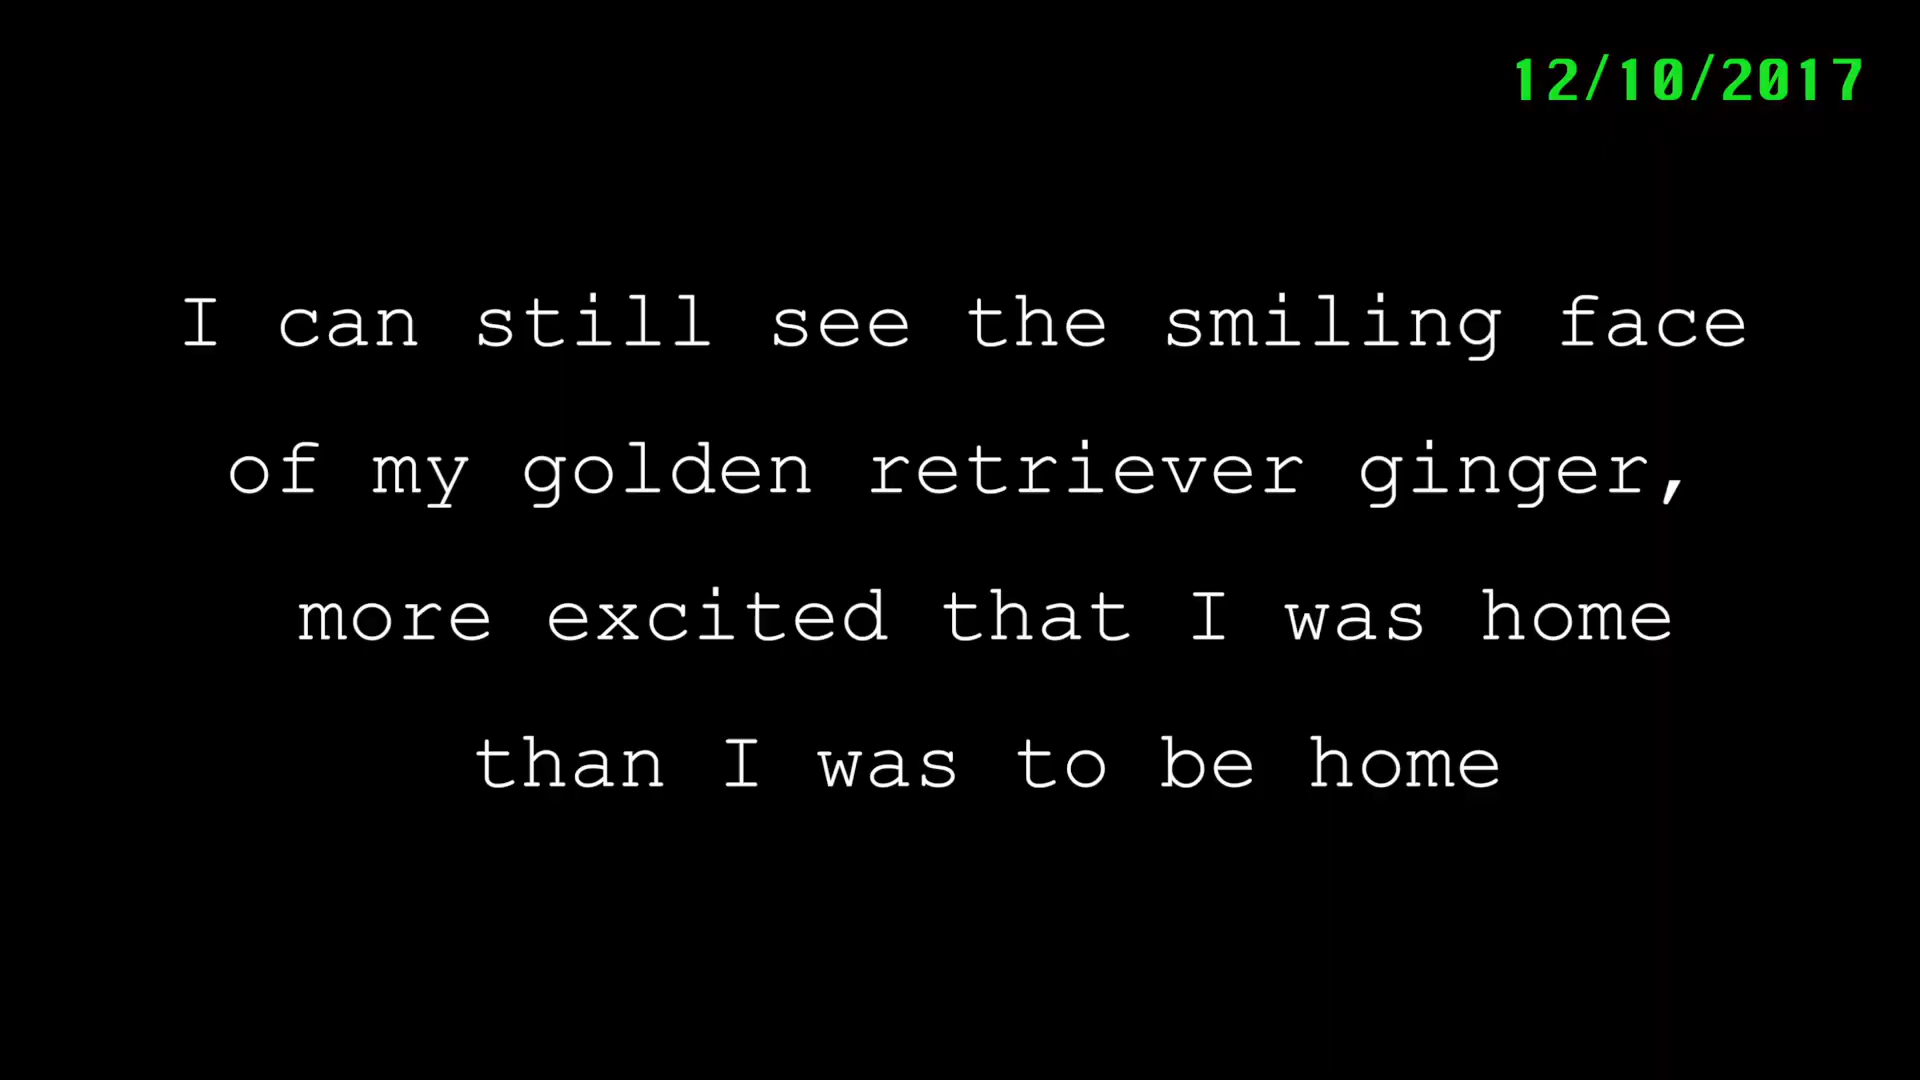 12/10/2017
I can still see the smiling face
of my golden retriever ginger,
more excited that I was home
than I was to be home